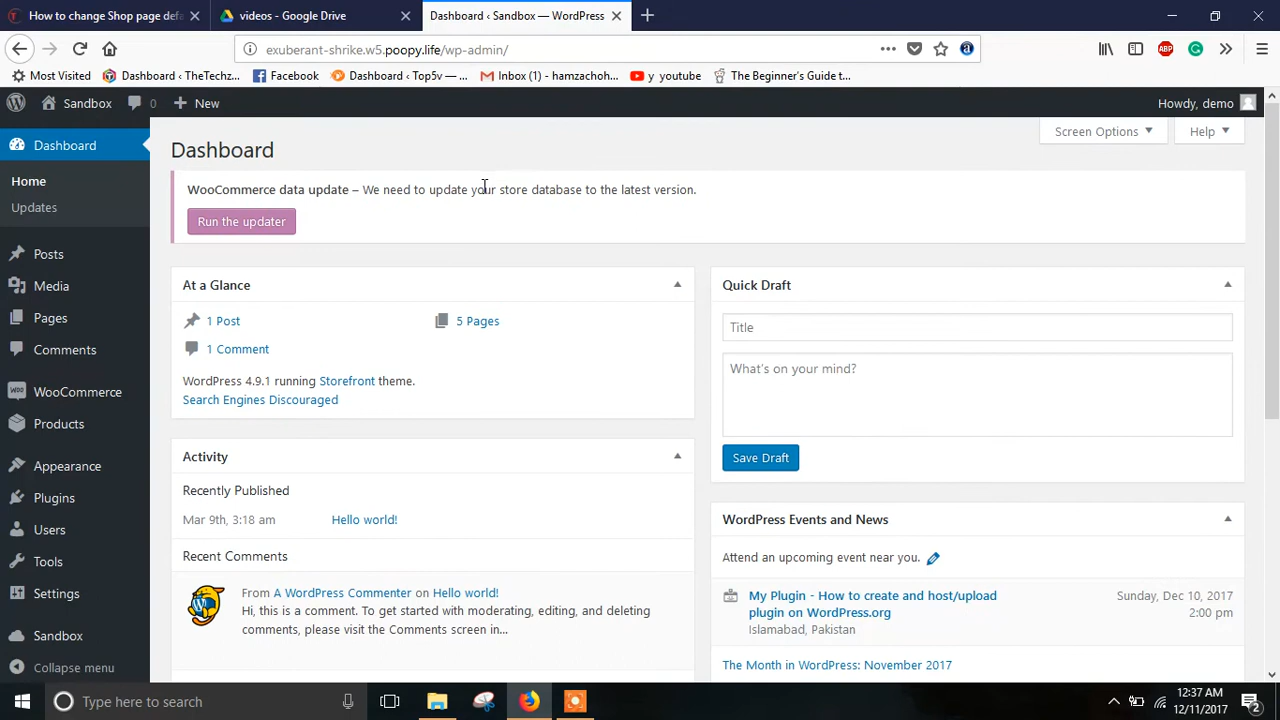 How to change Shop page defa
videos - Google Drive
Dashboard ‹ Sandbox — WordPress
exuberant-shrike.w5.poopy.life/wp-admin/
Most Visited
Dashboard ‹ TheTechz...
Facebook
Dashboard ‹ Top5v — ...
Inbox (1) - hamzachoh...
y youtube
The Beginner's Guide t...
Sandbox
0
New
Howdy, demo
Dashboard
Home
Updates
Posts
Media
Pages
Comments
WooCommerce
Products
Appearance
Plugins
Users
Tools
Settings
Sandbox
Collapse menu
Screen Options
Help
Dashboard
WooCommerce data update – We need to update your store database to the latest version.
Run the updater
At a Glance
1 Post
5 Pages
1 Comment
WordPress 4.9.1 running Storefront theme.
Search Engines Discouraged
Activity
Recently Published
Mar 9th, 3:18 am
Hello world!
Recent Comments
From A WordPress Commenter on Hello world!
Hi, this is a comment. To get started with moderating, editing, and deleting
comments, please visit the Comments screen in...
Quick Draft
Title
What's on your mind?
Save Draft
WordPress Events and News
Attend an upcoming event near you.
My Plugin - How to create and host/upload
plugin on WordPress.org
Islamabad, Pakistan
Sunday, Dec 10, 2017
2:00 pm
The Month in WordPress: November 2017
Type here to search
12:37 AM
12/11/2017
2